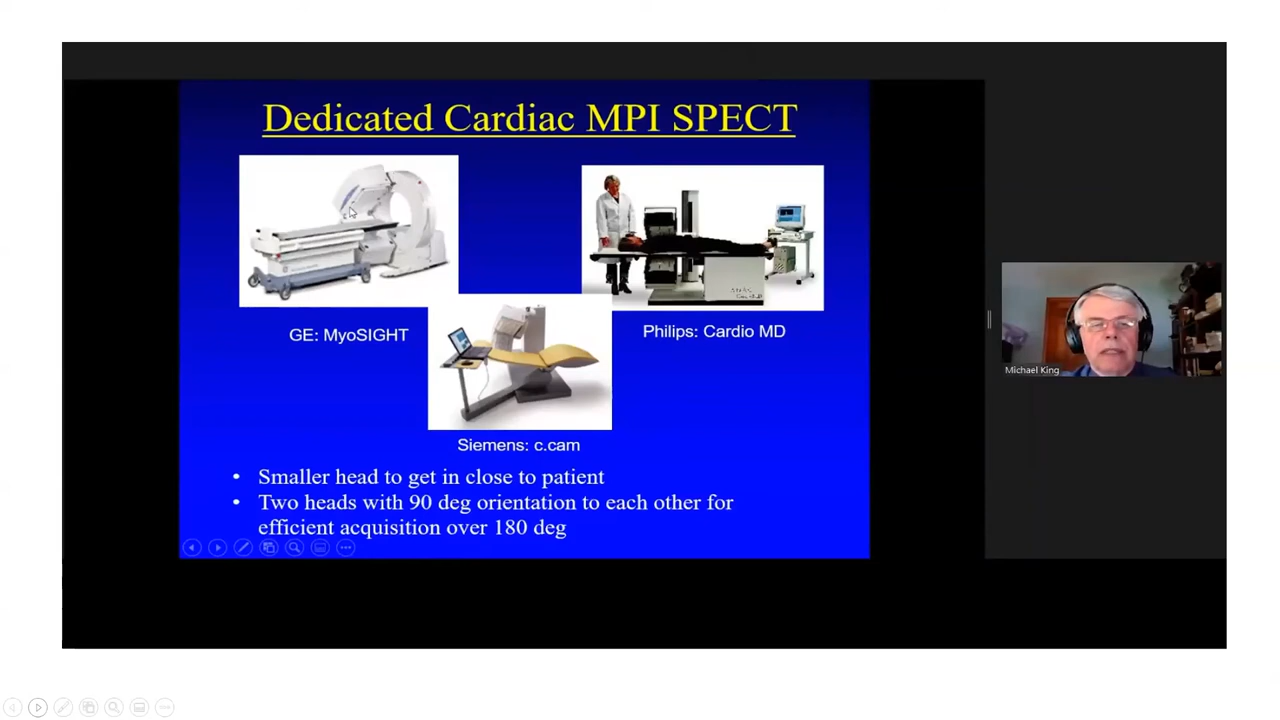 Dedicated Cardiac MPI SPECT
GE: MyoSIGHT
Philips: Cardio MD
Siemens: c.cam
• Smaller head to get in close to patient
• Two heads with 90 deg orientation to each other for
efficient acquisition over 180 deg
Michael King